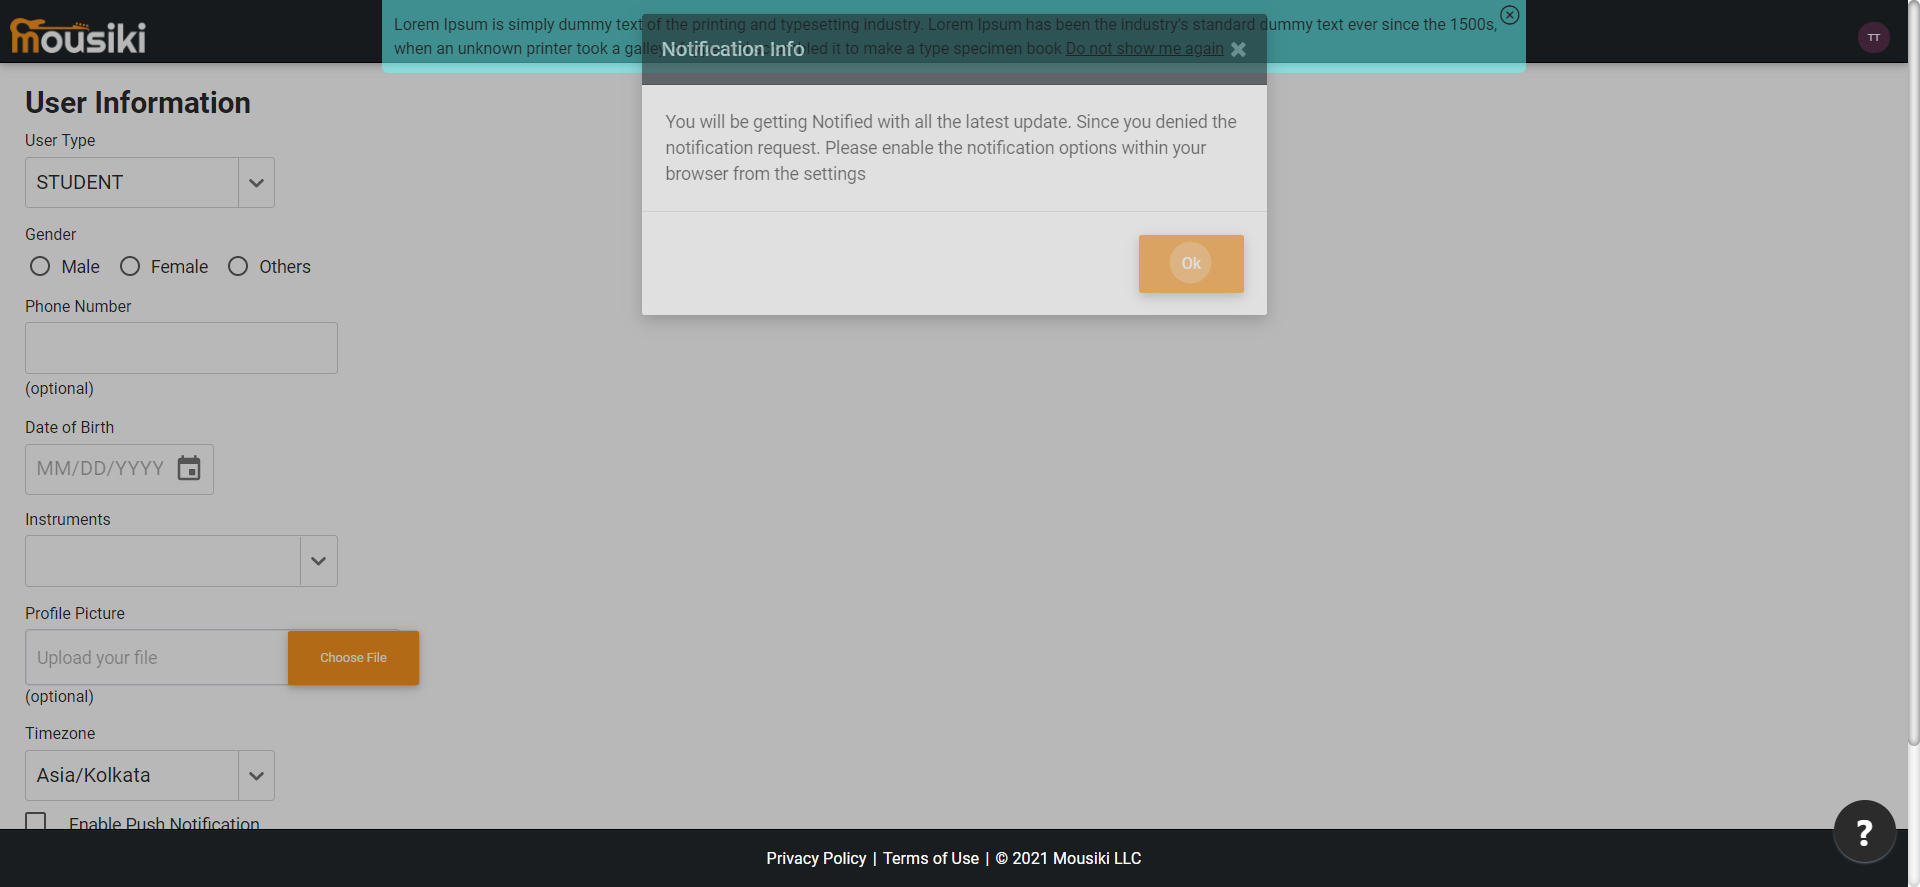 mousiki
Lorem Ipsum is simply dummy text of the printing and typesetting industry. Lorem Ipsum has been the industry's standard dummy text ever since the 1500s,
when an unknown printer took a galley
it to make a type specimen book Do not show me again
TT
Notification Info
You will be getting Notified with all the latest update. Since you denied the
notification request. Please enable the notification options within your
browser from the settings
Ok
User Information
User Type
STUDENT
Gender
Male Female Others
Phone Number
(optional)
Date of Birth
MM/DD/YYYY
Instruments
Profile Picture
Upload your file Choose File
(optional)
Timezone
Asia/Kolkata
Enable Push Notification
Privacy Policy | Terms of Use | © 2021 Mousiki LLC
?